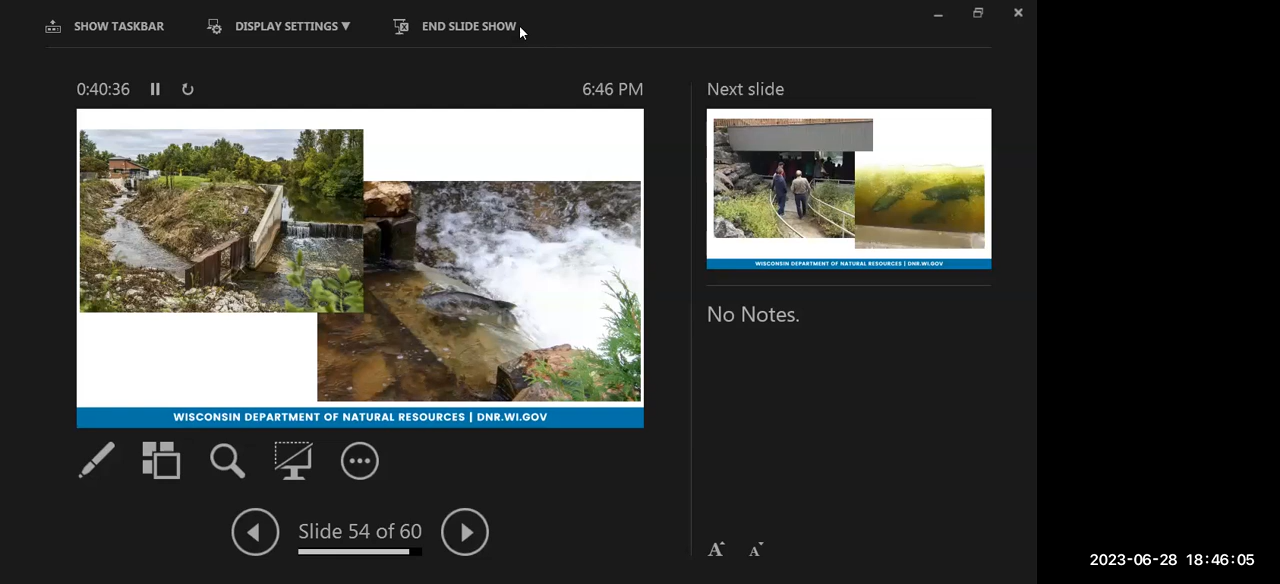 SHOW TASKBAR
DISPLAY SETTINGS ▼
END SLIDE SHOW
0:40:36
6:46 PM
Next slide
WISCONSIN DEPARTMENT OF NATURAL RESOURCES | DNR.WI.GOV
WISCONSIN DEPARTMENT OF NATURAL RESOURCES | DNR.WI.GOV
No Notes.
Slide 54 of 60
A A
2023-06-28 18:46:05